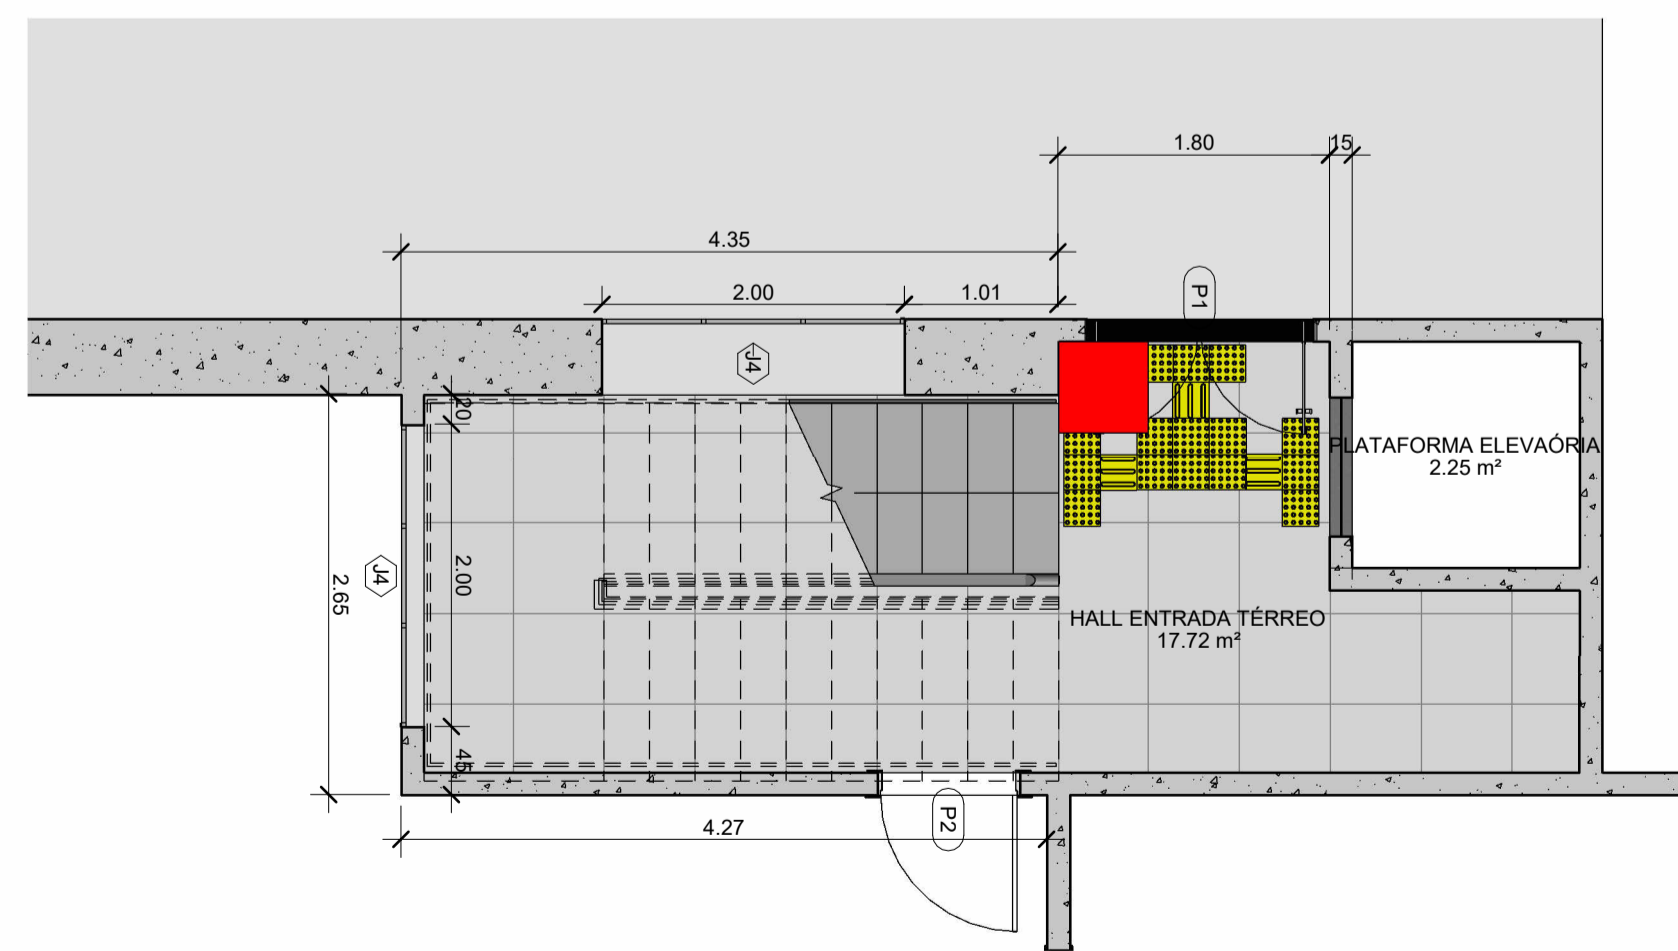 1.80
15
4.35
2.00
1.01
P1
J4
20
PLATAFORMA ELEVAÓRIA
2.25 m²
J4
2.00
2.65
HALL ENTRADA TÉRREO
17.72 m²
45
4.27
P2